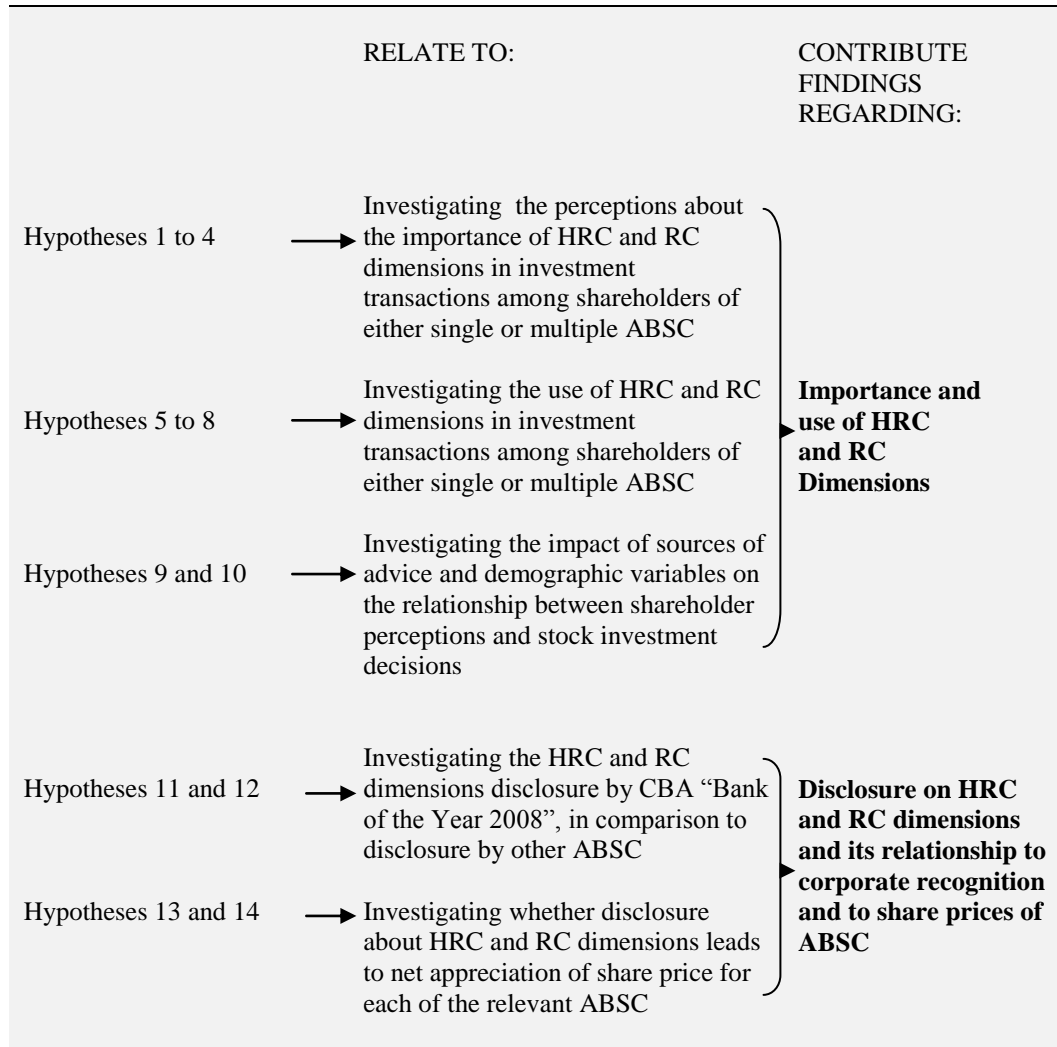 RELATE TO:
CONTRIBUTE
FINDINGS
REGARDING:
Hypotheses 1 to 4
Investigating the perceptions about
the importance of HRC and RC
dimensions in investment
transactions among shareholders of
either single or multiple ABSC
Hypotheses 5 to 8
Investigating the use of HRC and RC
dimensions in investment
transactions among shareholders of
either single or multiple ABSC
Hypotheses 9 and 10
Investigating the impact of sources of
advice and demographic variables on
the relationship between shareholder
perceptions and stock investment
decisions
Importance and
use of HRC
and RC
Dimensions
Hypotheses 11 and 12
Investigating the HRC and RC
dimensions disclosure by CBA “Bank
of the Year 2008”, in comparison to
disclosure by other ABSC
Hypotheses 13 and 14
Investigating whether disclosure
about HRC and RC dimensions leads
to net appreciation of share price for
each of the relevant ABSC
Disclosure on HRC
and RC dimensions
and its relationship to
corporate recognition
and to share prices of
ABSC